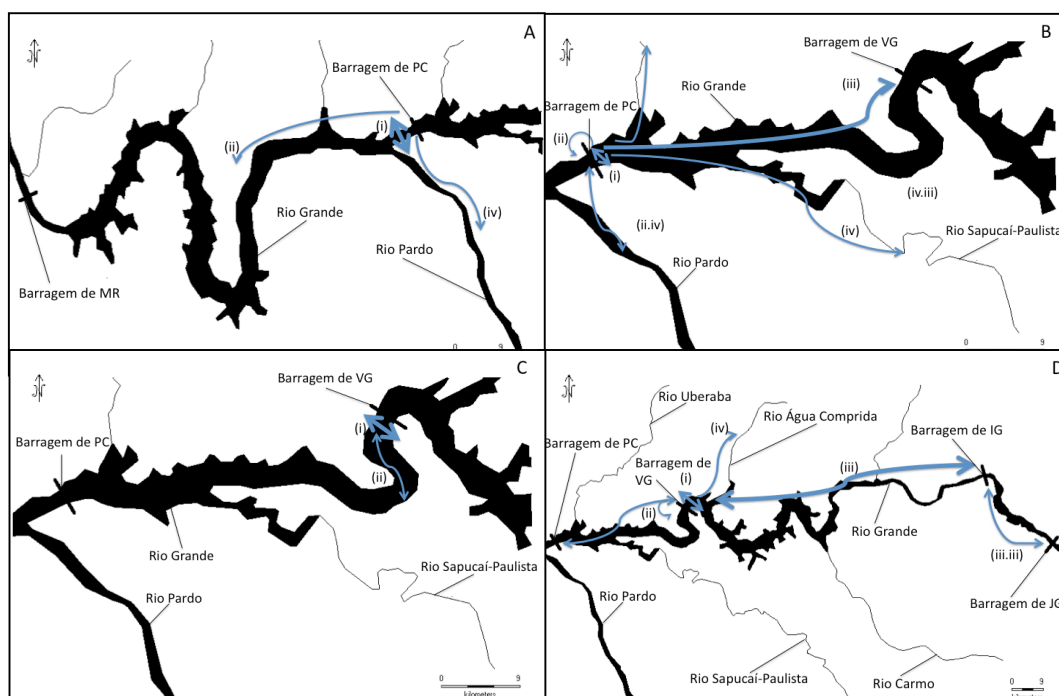 A
N
Barragem de PC
(i)
(ii)
(iv)
Rio Grande
Rio Pardo
Barragem de MR
0 9
B
N
Barragem de VG
Rio Grande
(iii)
Barragem de PC
(ii)
(i)
(iv.iii)
(ii.iv)
(iv)
Rio Sapucaí-Paulista
Rio Pardo
0 9
C
N
Barragem de VG
(i)
Barragem de PC
(ii)
Rio Grande
Rio Sapucaí-Paulista
Rio Pardo
0 9
kilometers
D
N
Rio Uberaba
Rio Água Comprida
(iv)
Barragem de IG
Barragem de PC
Barragem de
VG
(i)
(iii)
(ii)
Rio Grande
(iii.iii)
Rio Pardo
Barragem de JG
Rio Sapucaí-Paulista
Rio Carmo
0 9